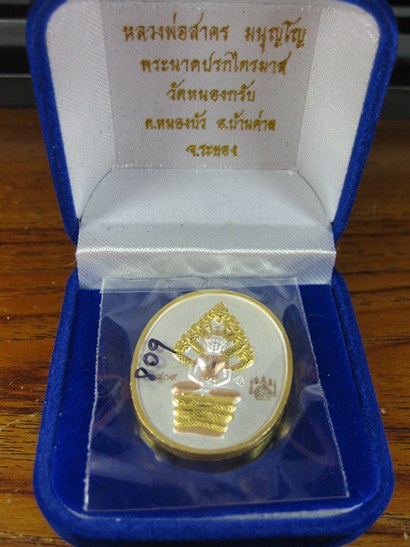 หลวงพ่อสาคร มนุญโญ
พระนาคปรกไตรมาส
วัดหนองกรับ
ต.หนองบัว อ.บ้านค่าย
จ.ระยอง
809